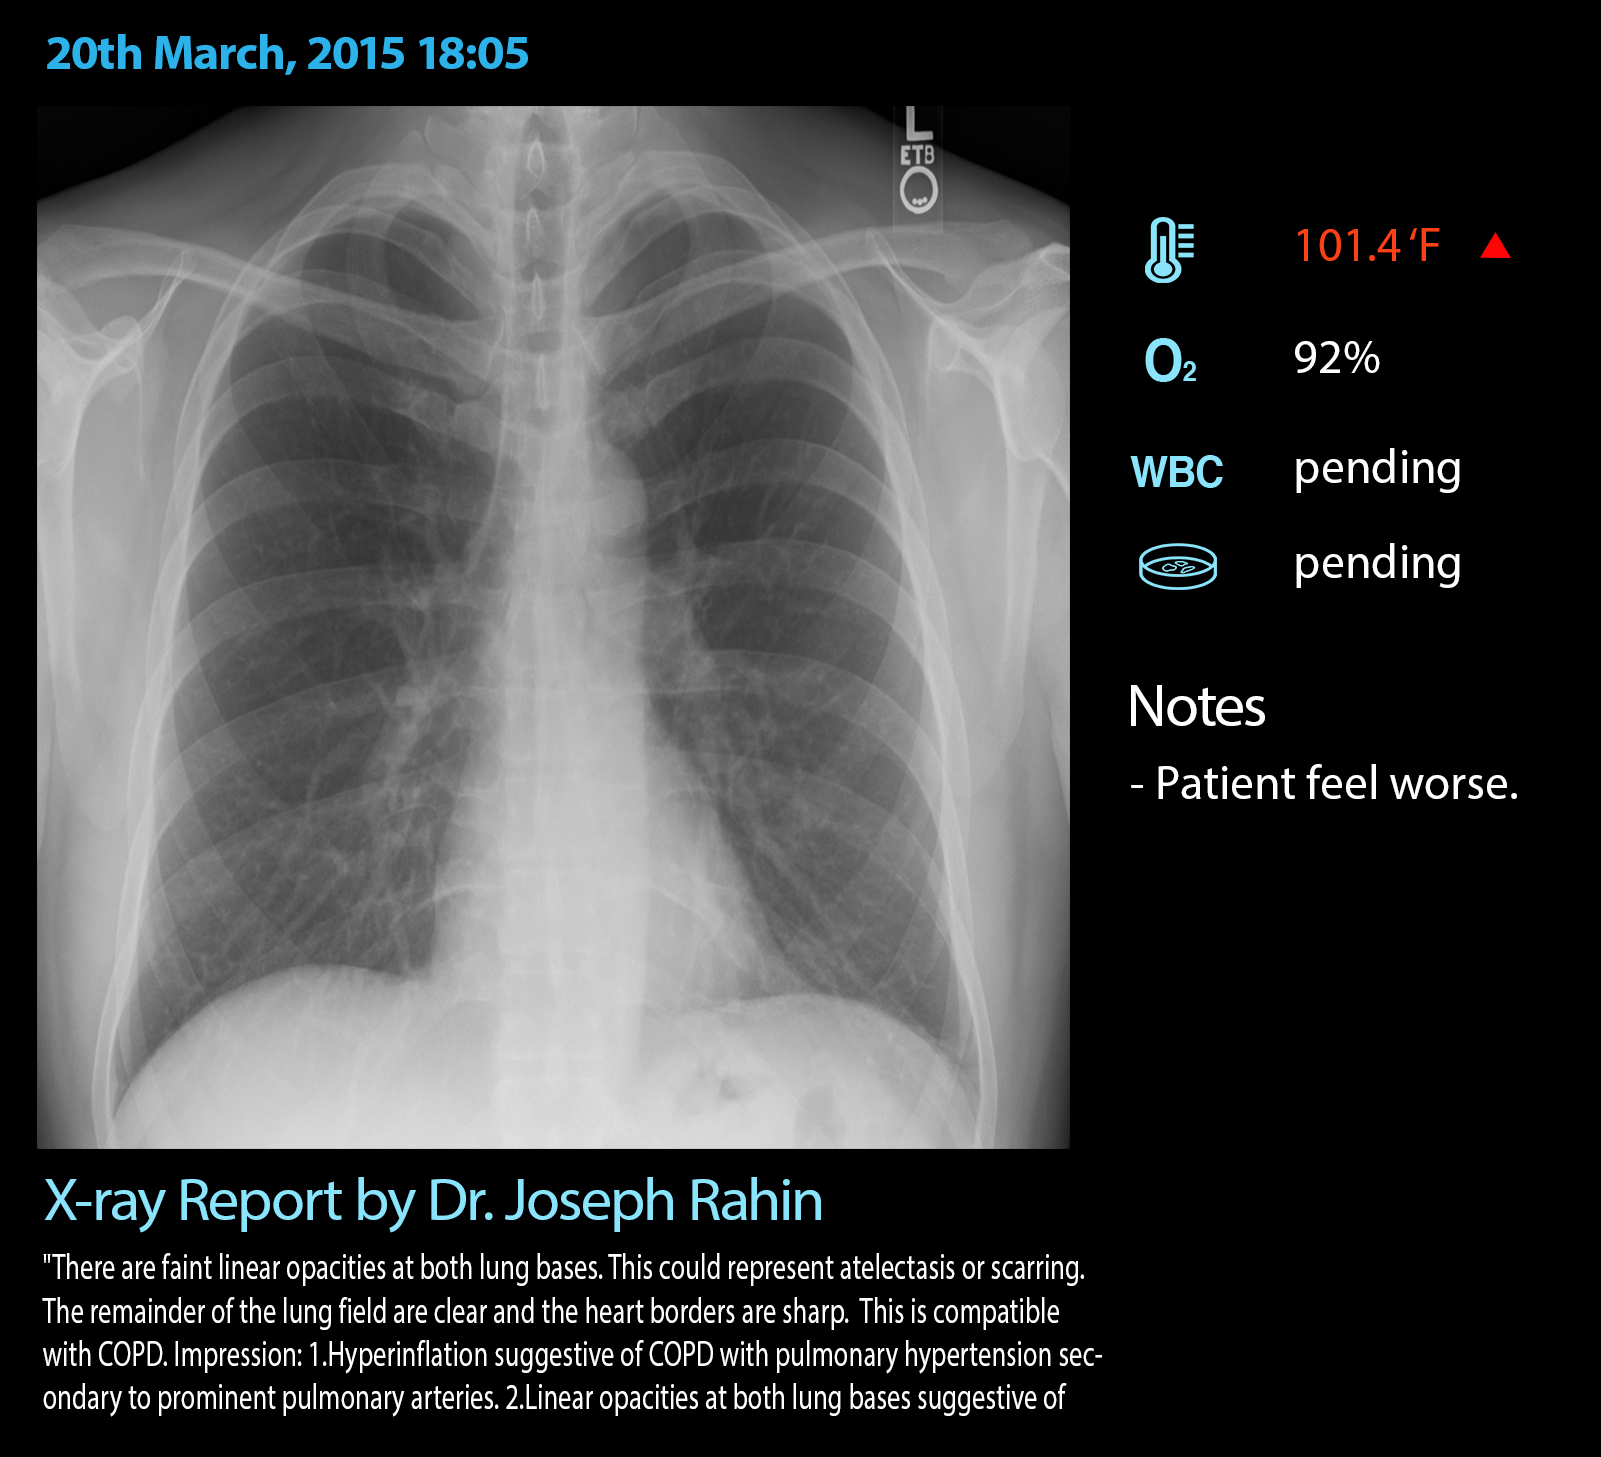 20th March, 2015 18:05
L
ETB
101.4 ‘F
O2
92%
WBC
pending
pending
Notes
- Patient feel worse.
X-ray Report by Dr. Joseph Rahin
"There are faint linear opacities at both lung bases. This could represent atelectasis or scarring.
The remainder of the lung field are clear and the heart borders are sharp.  This is compatible
with COPD. Impression: 1.Hyperinflation suggestive of COPD with pulmonary hypertension sec-
ondary to prominent pulmonary arteries. 2.Linear opacities at both lung bases suggestive of